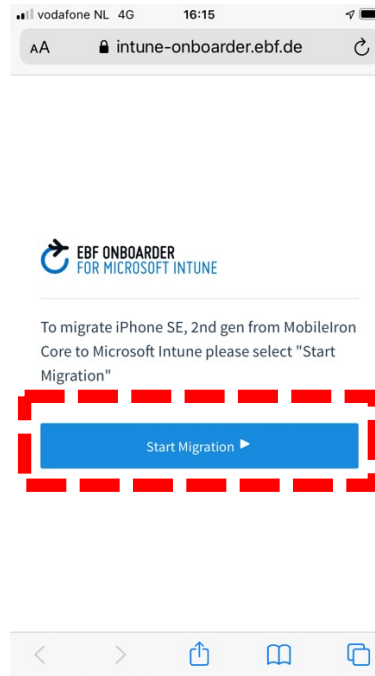 vodafone NL 4G 16:15
AA intune-onboarder.ebf.de
EBF ONBOARDER
FOR MICROSOFT INTUNE
To migrate iPhone SE, 2nd gen from MobileIron
Core to Microsoft Intune please select "Start
Migration"
Start Migration